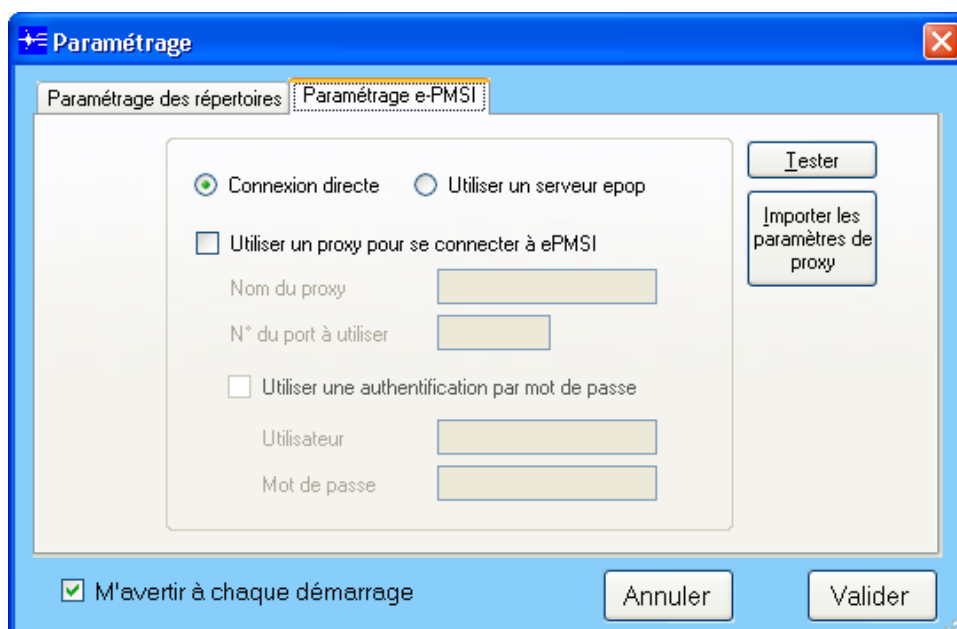 Paramétrage
Paramétrage des répertoires
Paramétrage e-PMSI
Connexion directe
Utiliser un serveur epop
Tester
Importer les
paramètres de
proxy
Utiliser un proxy pour se connecter à ePMSI
Nom du proxy
N° du port à utiliser
Utiliser une authentification par mot de passe
Utilisateur
Mot de passe
M'avertir à chaque démarrage
Annuler
Valider